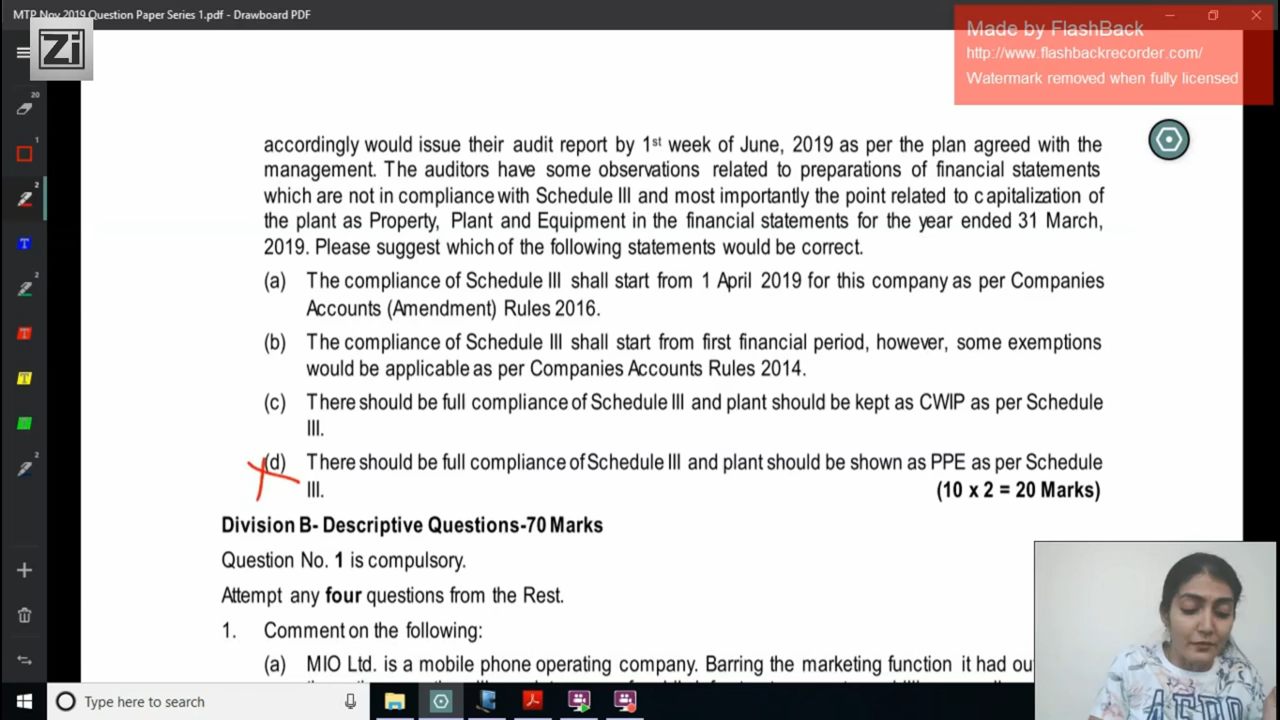 MTP Nov 2019 Question Paper Series 1.pdf - Drawboard PDF
Zi
Made by FlashBack
http://www.flashbackrecorder.com/
Watermark removed when fully licensed
accordingly would issue their audit report by 1st week of June, 2019 as per the plan agreed with the
management. The auditors have some observations related to preparations of financial statements
which are not in compliance with Schedule III and most importantly the point related to capitalization of
the plant as Property, Plant and Equipment in the financial statements for the year ended 31 March,
2019. Please suggest which of the following statements would be correct.
(a) The compliance of Schedule III shall start from 1 April 2019 for this company as per Companies
Accounts (Amendment) Rules 2016.
(b) The compliance of Schedule III shall start from first financial period, however, some exemptions
would be applicable as per Companies Accounts Rules 2014.
(c) There should be full compliance of Schedule III and plant should be kept as CWIP as per Schedule
III.
(d) There should be full compliance of Schedule III and plant should be shown as PPE as per Schedule
III. (10 x 2 = 20 Marks)
Division B- Descriptive Questions-70 Marks
Question No. 1 is compulsory.
Attempt any four questions from the Rest.
1. Comment on the following:
(a) MIO Ltd. is a mobile phone operating company. Barring the marketing function it had ou
20
1
2
T
2
T
T
2
Type here to search